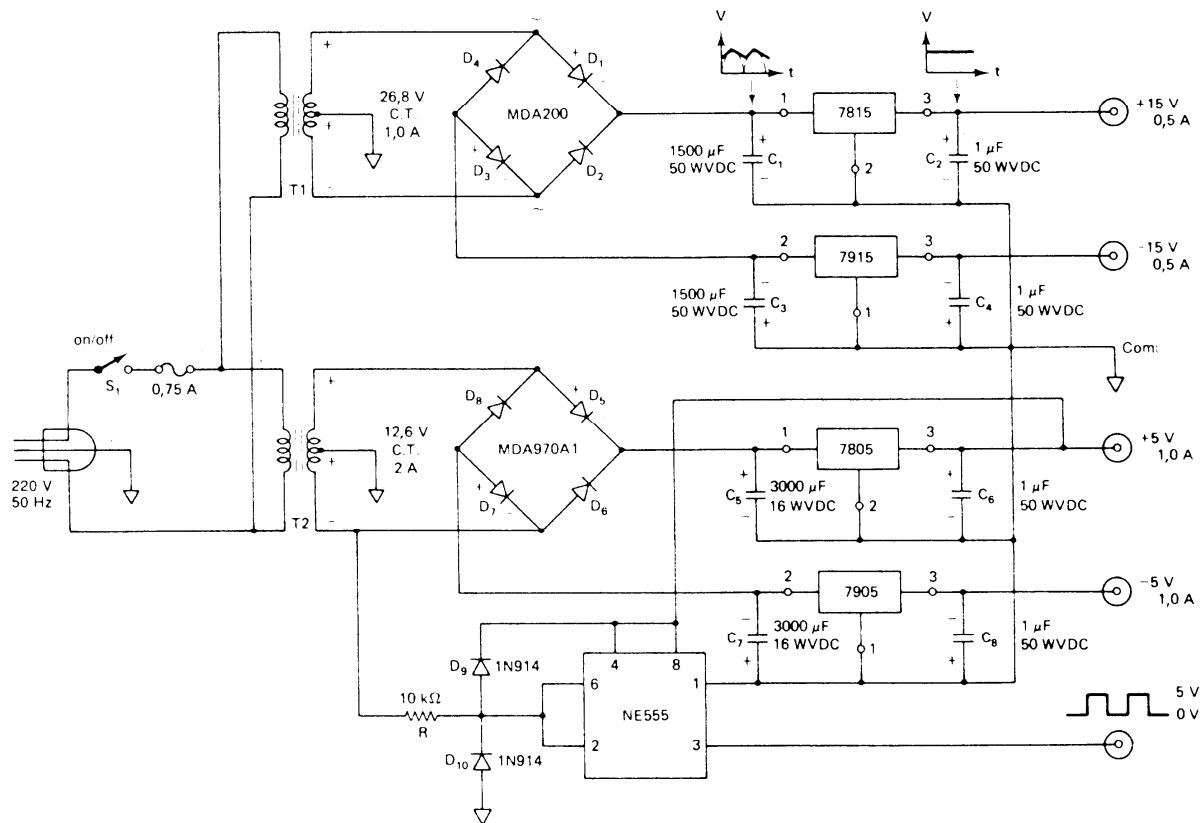 V
t
V
t
~
+
26,8 V
C.T.
1,0 A
+
-
T1
D4
+
D1
MDA200
+
D3
D2
~
1
7815
3
+15 V
0,5 A
1500 µF
50 WVDC
+
C1
-
2
+
C2
-
1 µF
50 WVDC
2
7915
3
-15 V
0,5 A
1500 µF
50 WVDC
-
C3
+
1
-
C4
+
1 µF
50 WVDC
on/off
S1
0,75 A
Com:
+
12,6 V
C.T.
2 A
+
-
T2
D8
+
D5
MDA970A1
+
D7
D6
220 V
50 Hz
1
7805
3
+5 V
1,0 A
+
C5
-
3000 µF
16 WVDC
2
+
C6
-
1 µF
50 WVDC
2
7905
3
-5 V
1,0 A
-
C7
+
3000 µF
16 WVDC
1
-
C8
+
1 µF
50 WVDC
D9
1N914
4
8
10 kΩ
R
6
1
NE555
2
3
D10
1N914
5 V
0 V